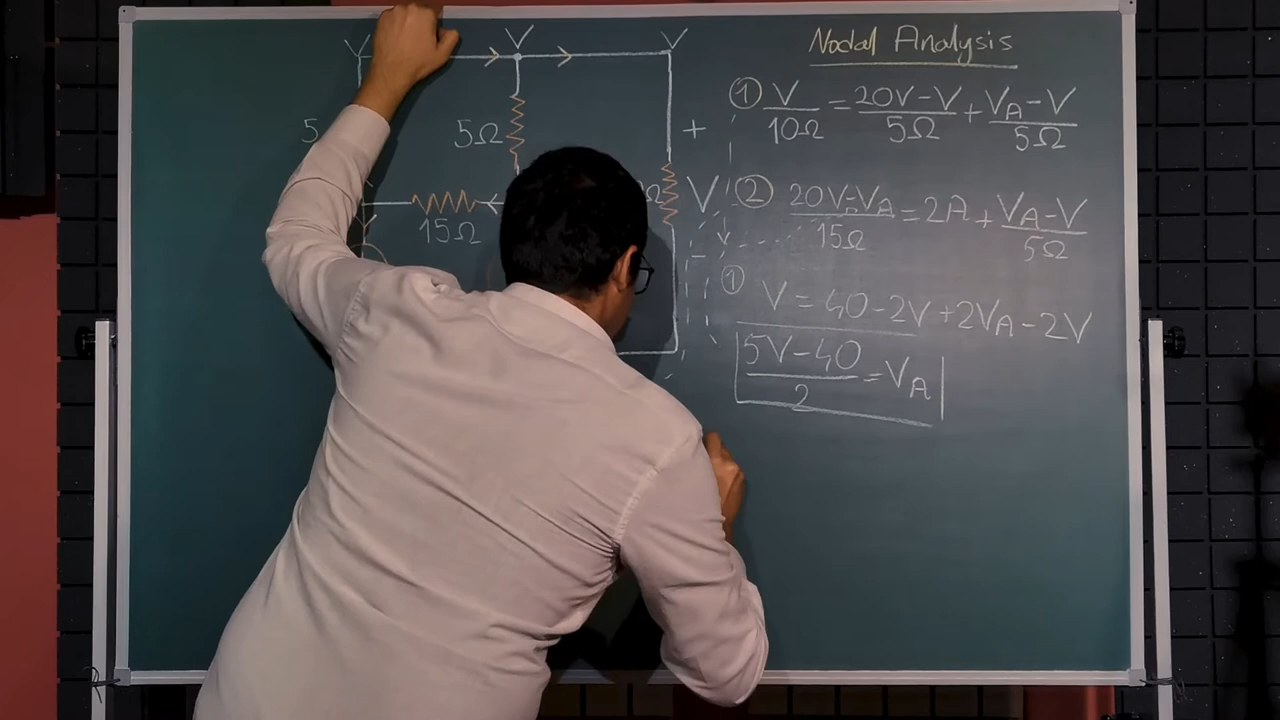 Nodal Analysis
V V V
5 5Ω 15Ω Ω + V -
① V/10Ω = 20V-V/5Ω + VA-V/5Ω
② 20V-VA/15Ω = 2A + VA-V/5Ω
① V = 40-2V+2VA-2V
5V-40/2 = VA